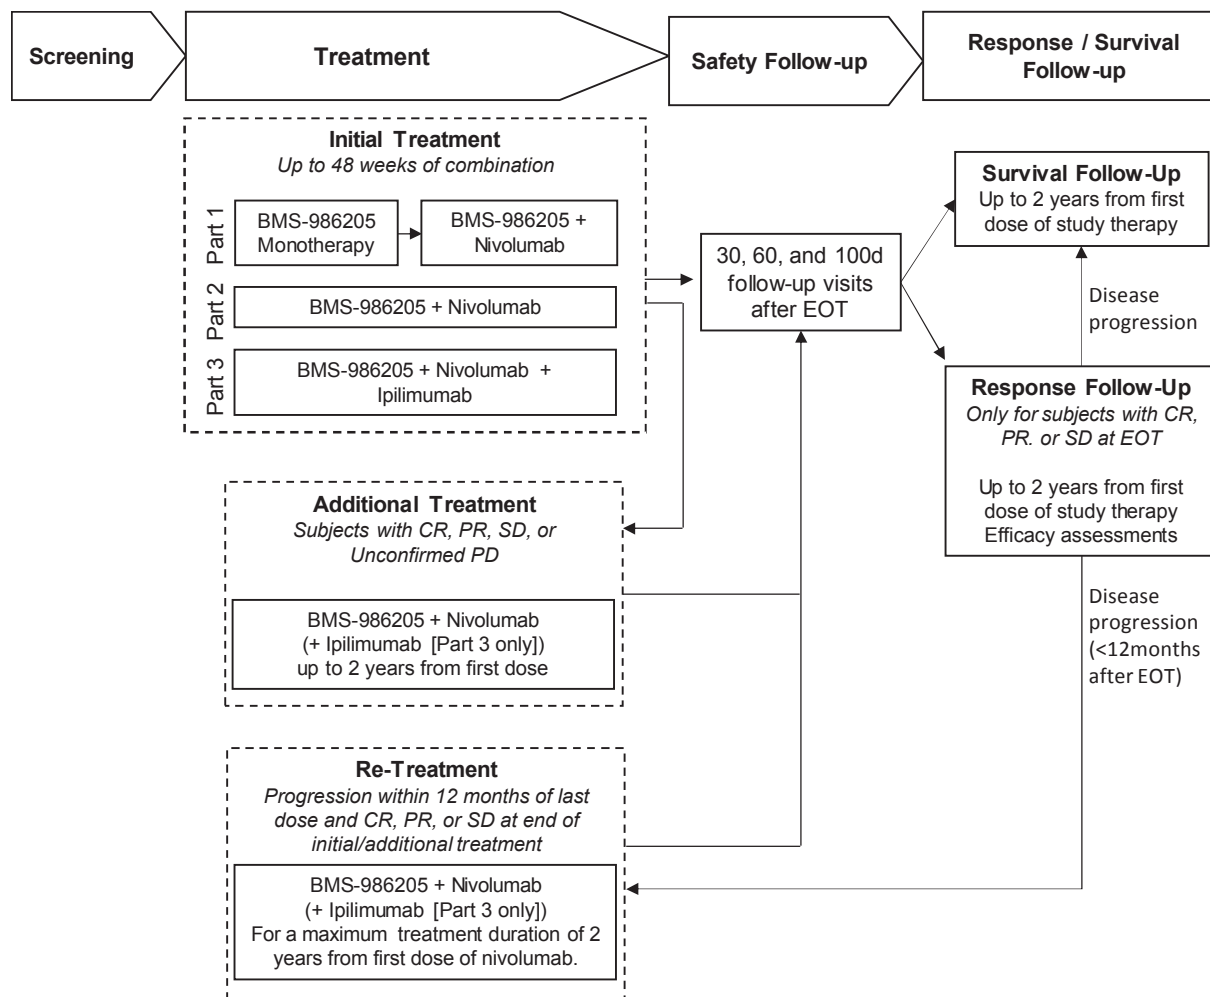 Screening
Treatment
Safety Follow-up
Response / Survival
Follow-up
Initial Treatment
Up to 48 weeks of combination
Part 1
BMS-986205
Monotherapy
BMS-986205 +
Nivolumab
Part 2
BMS-986205 + Nivolumab
Part 3
BMS-986205 + Nivolumab +
Ipilimumab
Additional Treatment
Subjects with CR, PR, SD, or
Unconfirmed PD
BMS-986205 + Nivolumab
(+ Ipilimumab [Part 3 only])
up to 2 years from first dose
Re-Treatment
Progression within 12 months of last
dose and CR, PR, or SD at end of
initial/additional treatment
BMS-986205 + Nivolumab
(+ Ipilimumab [Part 3 only])
For a maximum treatment duration of 2
years from first dose of nivolumab.
30, 60, and 100d
follow-up visits
after EOT
Survival Follow-Up
Up to 2 years from first
dose of study therapy
Disease
progression
Response Follow-Up
Only for subjects with CR,
PR. or SD at EOT
Up to 2 years from first
dose of study therapy
Efficacy assessments
Disease
progression
(<12months
after EOT)